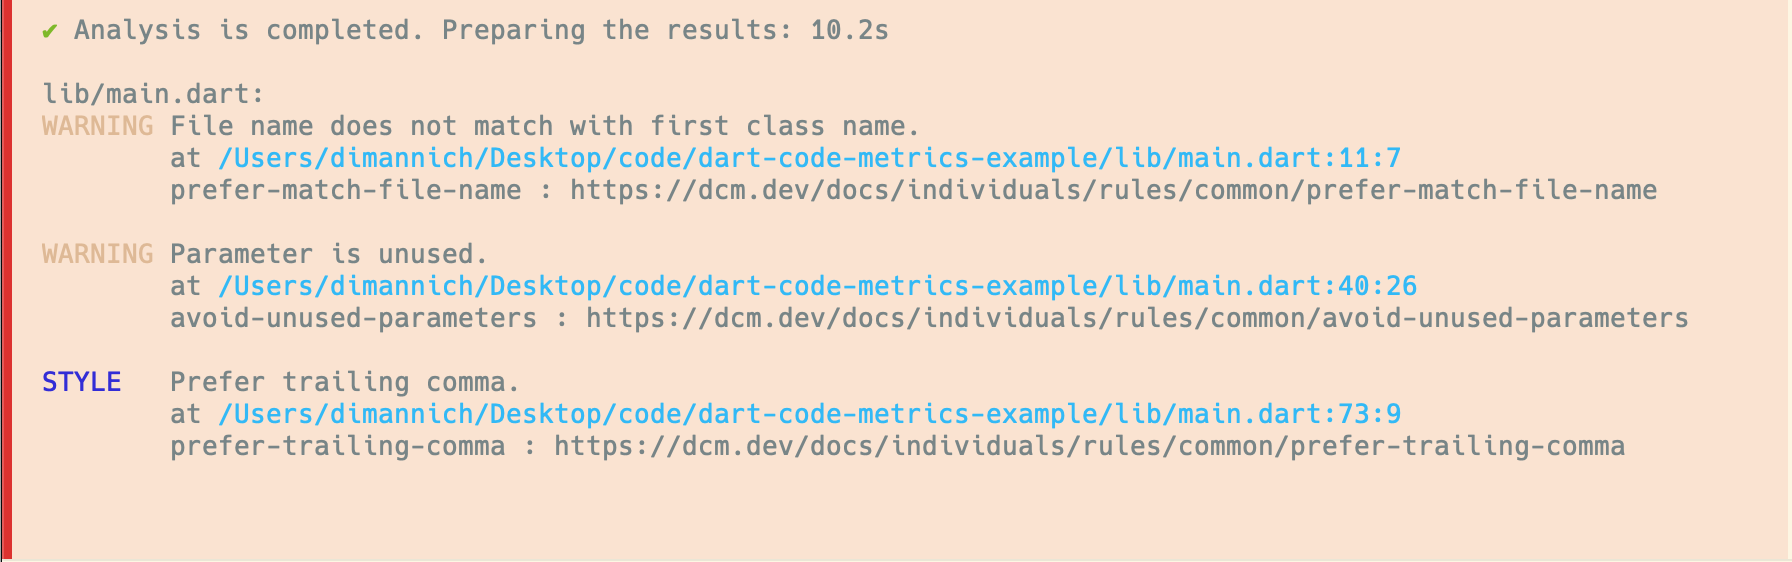 ✔ Analysis is completed. Preparing the results: 10.2s
lib/main.dart:
WARNING File name does not match with first class name.
at /Users/dimannich/Desktop/code/dart-code-metrics-example/lib/main.dart:11:7
prefer-match-file-name : https://dcm.dev/docs/individuals/rules/common/prefer-match-file-name
WARNING Parameter is unused.
at /Users/dimannich/Desktop/code/dart-code-metrics-example/lib/main.dart:40:26
avoid-unused-parameters : https://dcm.dev/docs/individuals/rules/common/avoid-unused-parameters
STYLE Prefer trailing comma.
at /Users/dimannich/Desktop/code/dart-code-metrics-example/lib/main.dart:73:9
prefer-trailing-comma : https://dcm.dev/docs/individuals/rules/common/prefer-trailing-comma